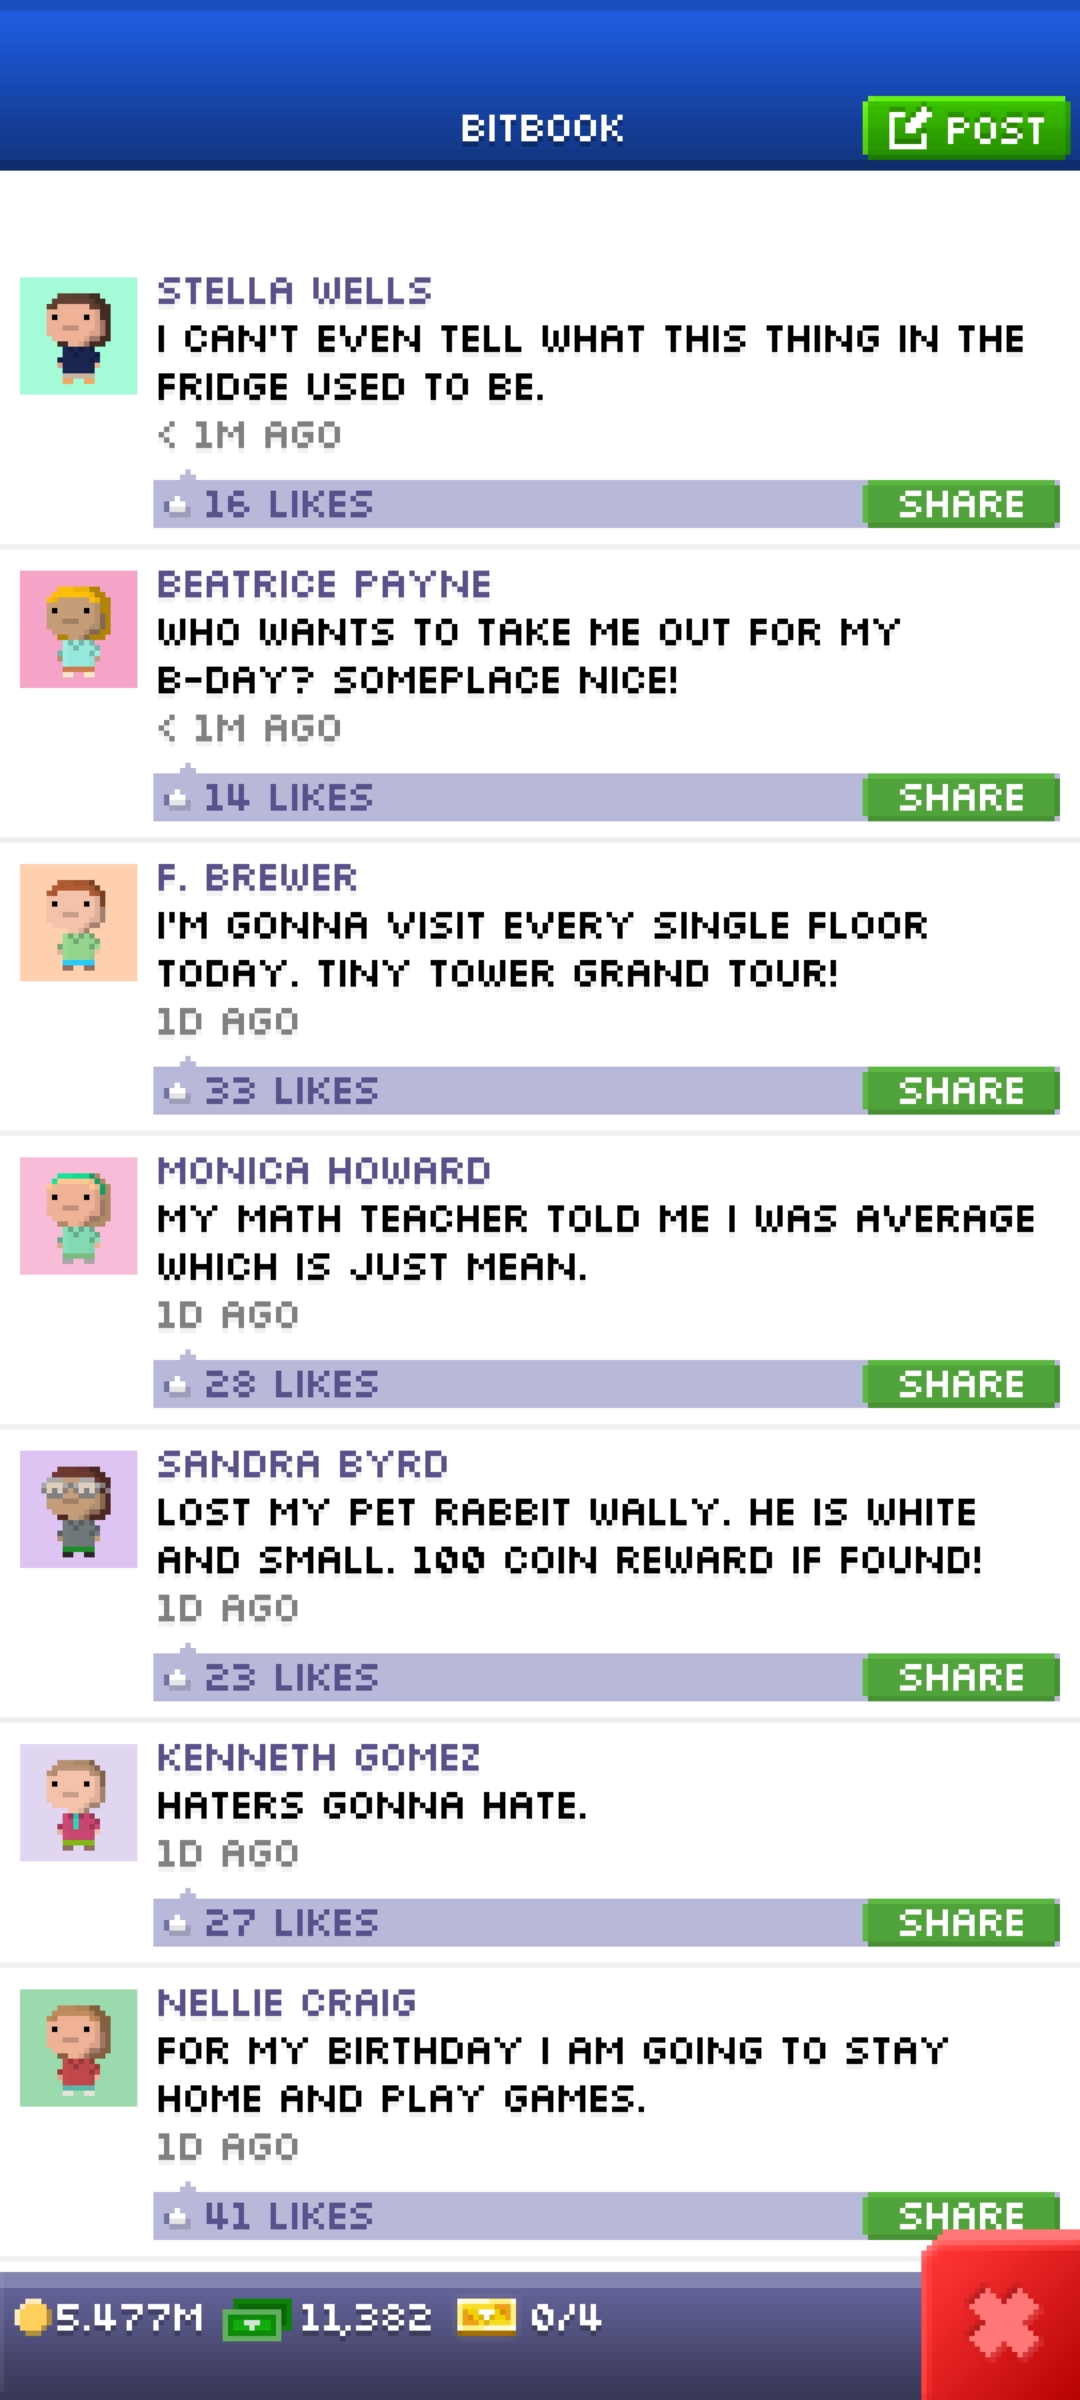 BITBOOK
POST
STELLA WELLS
I CAN'T EVEN TELL WHAT THIS THING IN THE
FRIDGE USED TO BE.
< 1M AGO
16 LIKES
SHARE
BEATRICE PAYNE
WHO WANTS TO TAKE ME OUT FOR MY
B-DAY? SOMEPLACE NICE!
< 1M AGO
14 LIKES
SHARE
F. BREWER
I'M GONNA VISIT EVERY SINGLE FLOOR
TODAY. TINY TOWER GRAND TOUR!
1D AGO
33 LIKES
SHARE
MONICA HOWARD
MY MATH TEACHER TOLD ME I WAS AVERAGE
WHICH IS JUST MEAN.
1D AGO
28 LIKES
SHARE
SANDRA BYRD
LOST MY PET RABBIT WALLY. HE IS WHITE
AND SMALL. 100 COIN REWARD IF FOUND!
1D AGO
23 LIKES
SHARE
KENNETH GOMEZ
HATERS GONNA HATE.
1D AGO
27 LIKES
SHARE
NELLIE CRAIG
FOR MY BIRTHDAY I AM GOING TO STAY
HOME AND PLAY GAMES.
1D AGO
41 LIKES
SHARE
5.477M 11,382 0/4